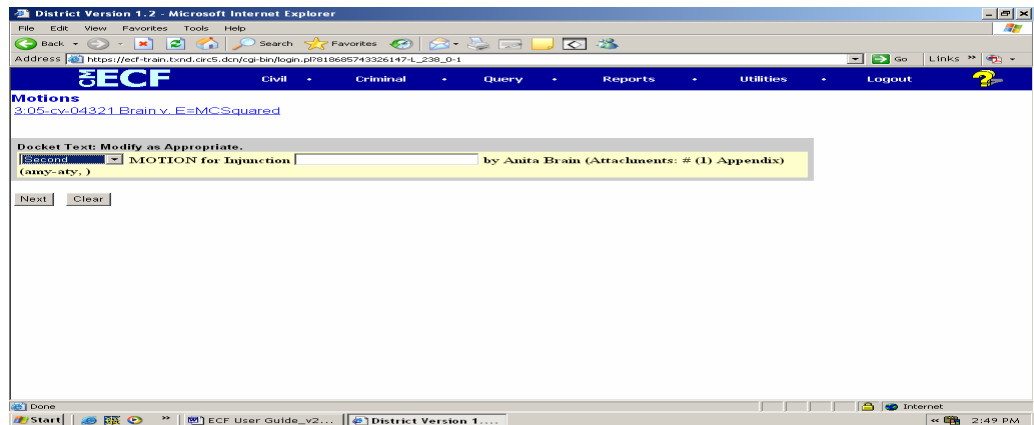 District Version 1.2 - Microsoft Internet Explorer
File Edit View Favorites Tools Help
Back Search Favorites
Address https://ecf-train.txnd.circ5.dcn/cgi-bin/login.pl?818685743326147-L_238_0-1 Go Links »
CM ECF Civil • Criminal • Query • Reports • Utilities • Logout ?
Motions
3:05-cv-04321 Brain v. E=MCSquared
Docket Text: Modify as Appropriate.
Second MOTION for Injunction by Anita Brain (Attachments: # (1) Appendix)
(amy-aty, )
Next Clear
Done Internet
Start » ECF User Guide_v2... District Version 1.... « 2:49 PM